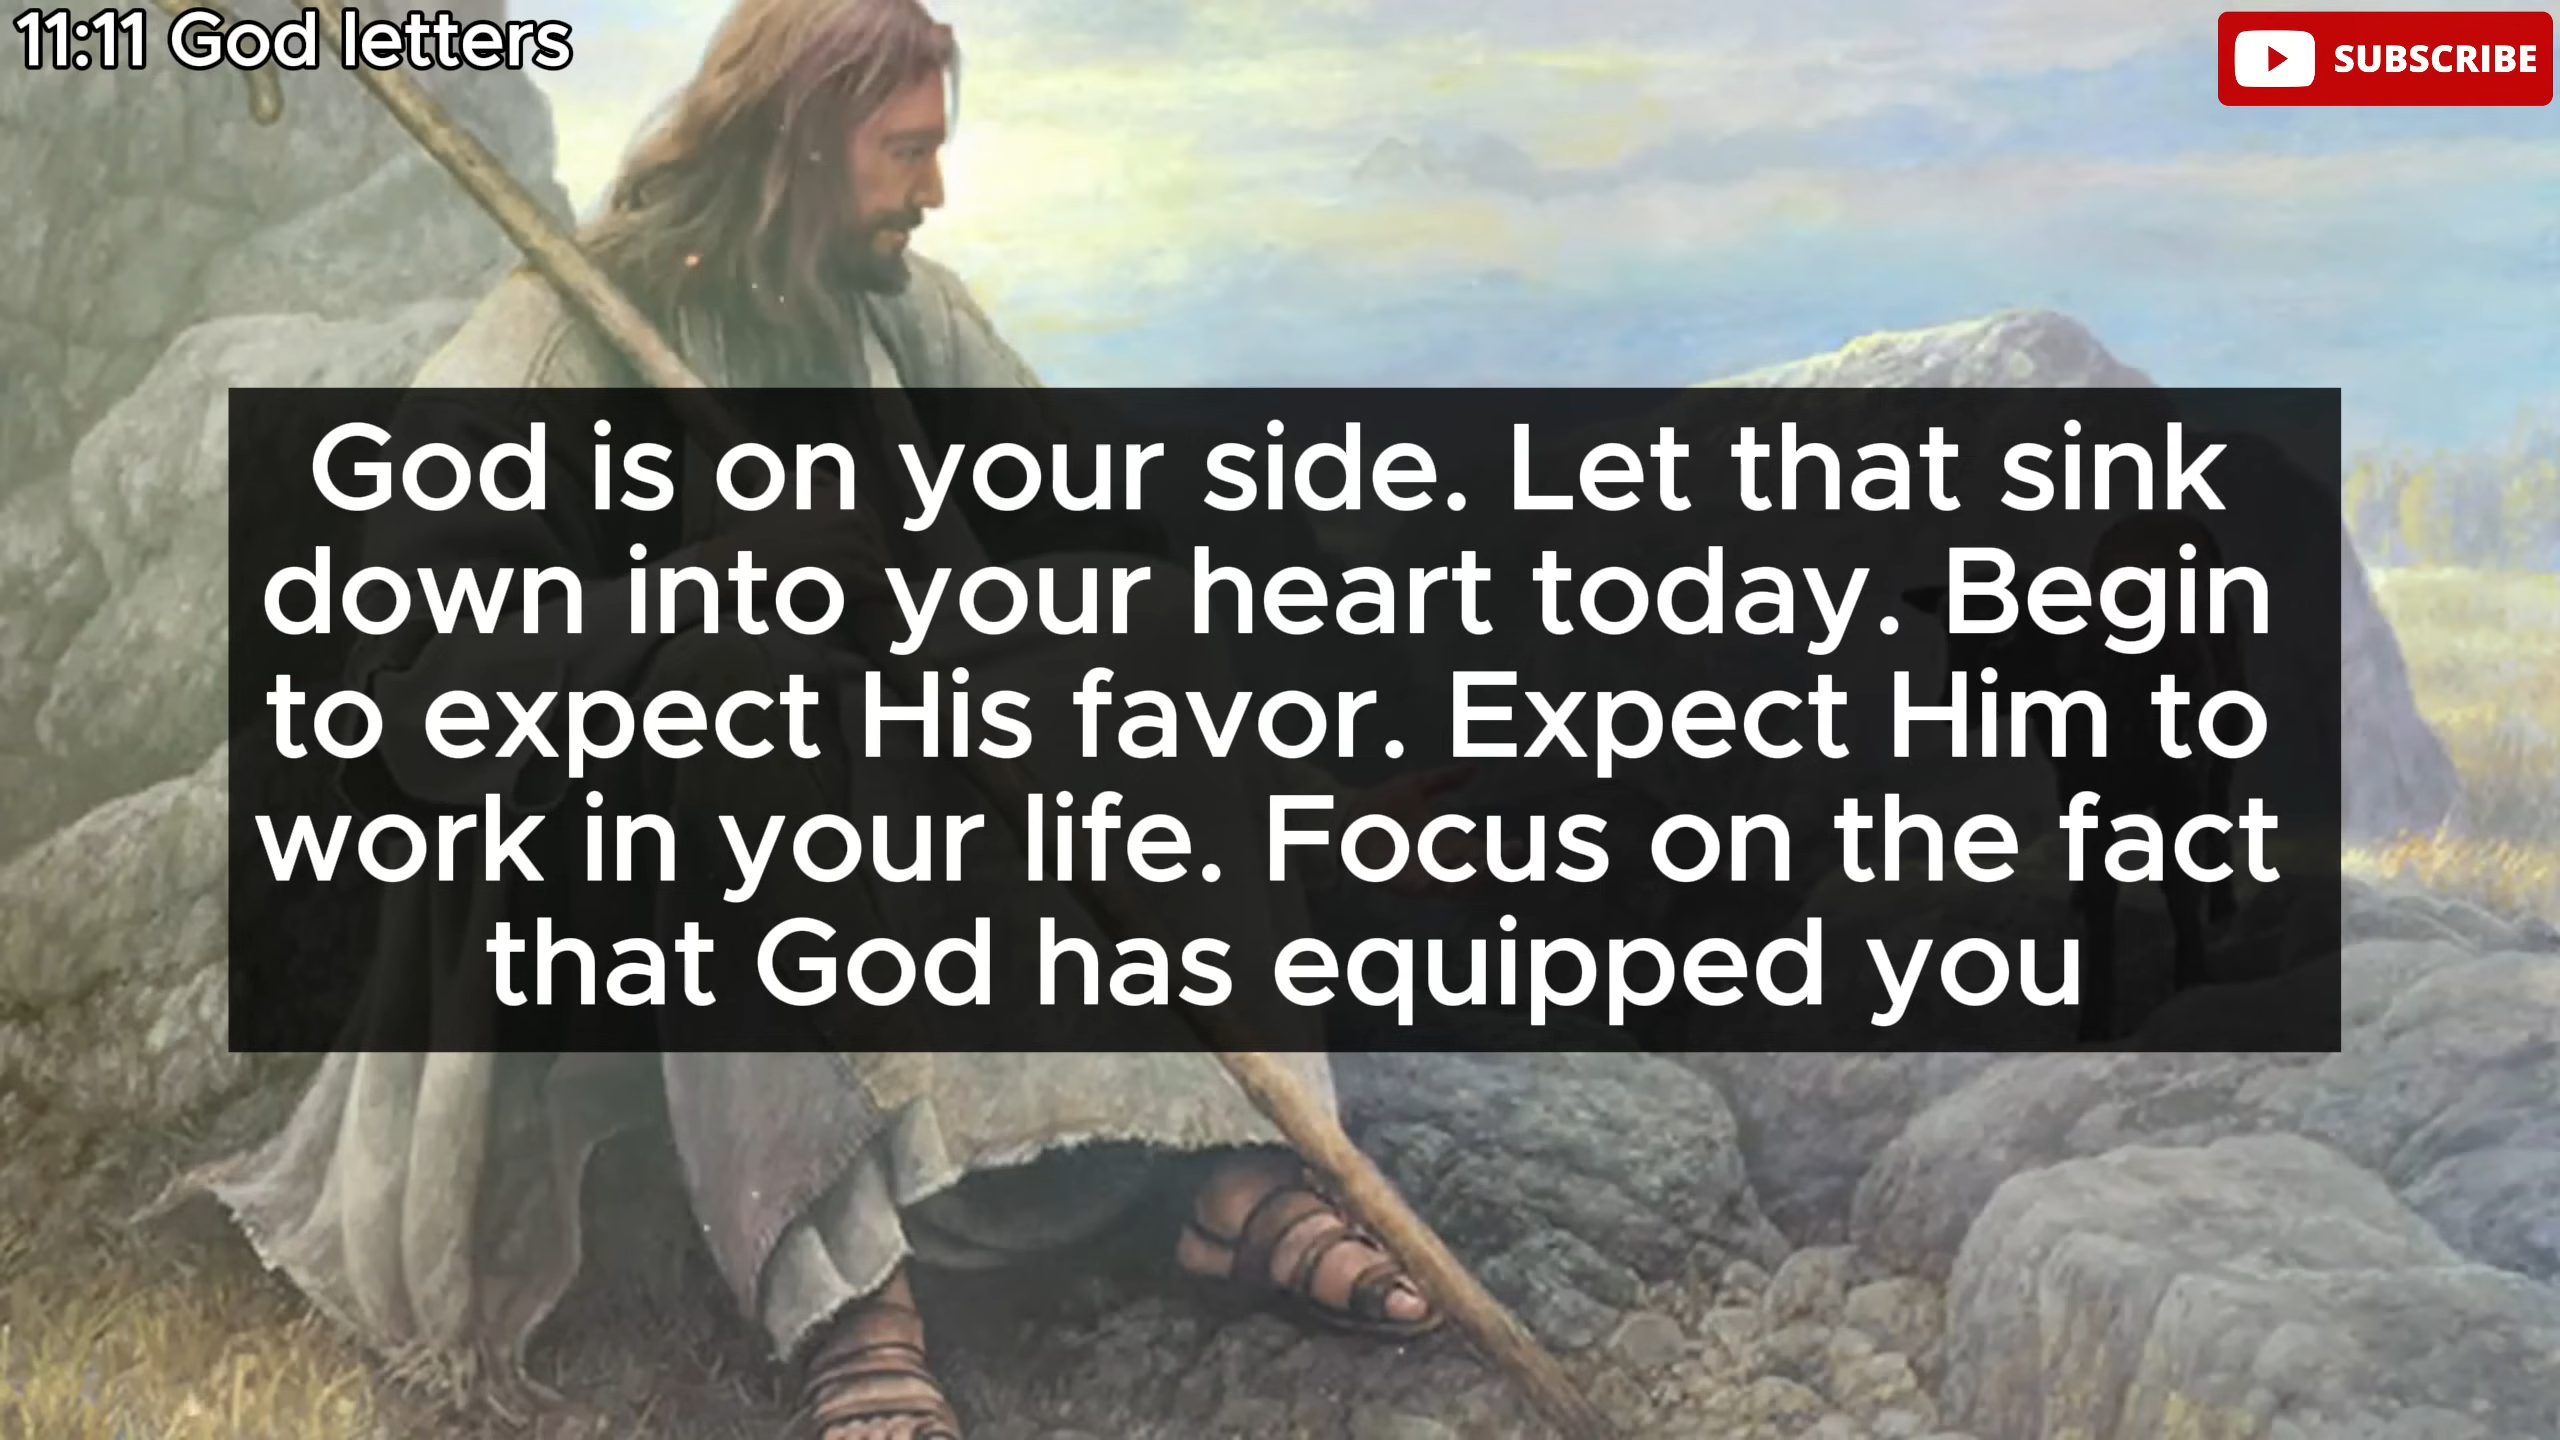 11:11 God letters
SUBSCRIBE
God is on your side. Let that sink
down into your heart today. Begin
to expect His favor. Expect Him to
work in your life. Focus on the fact
that God has equipped you